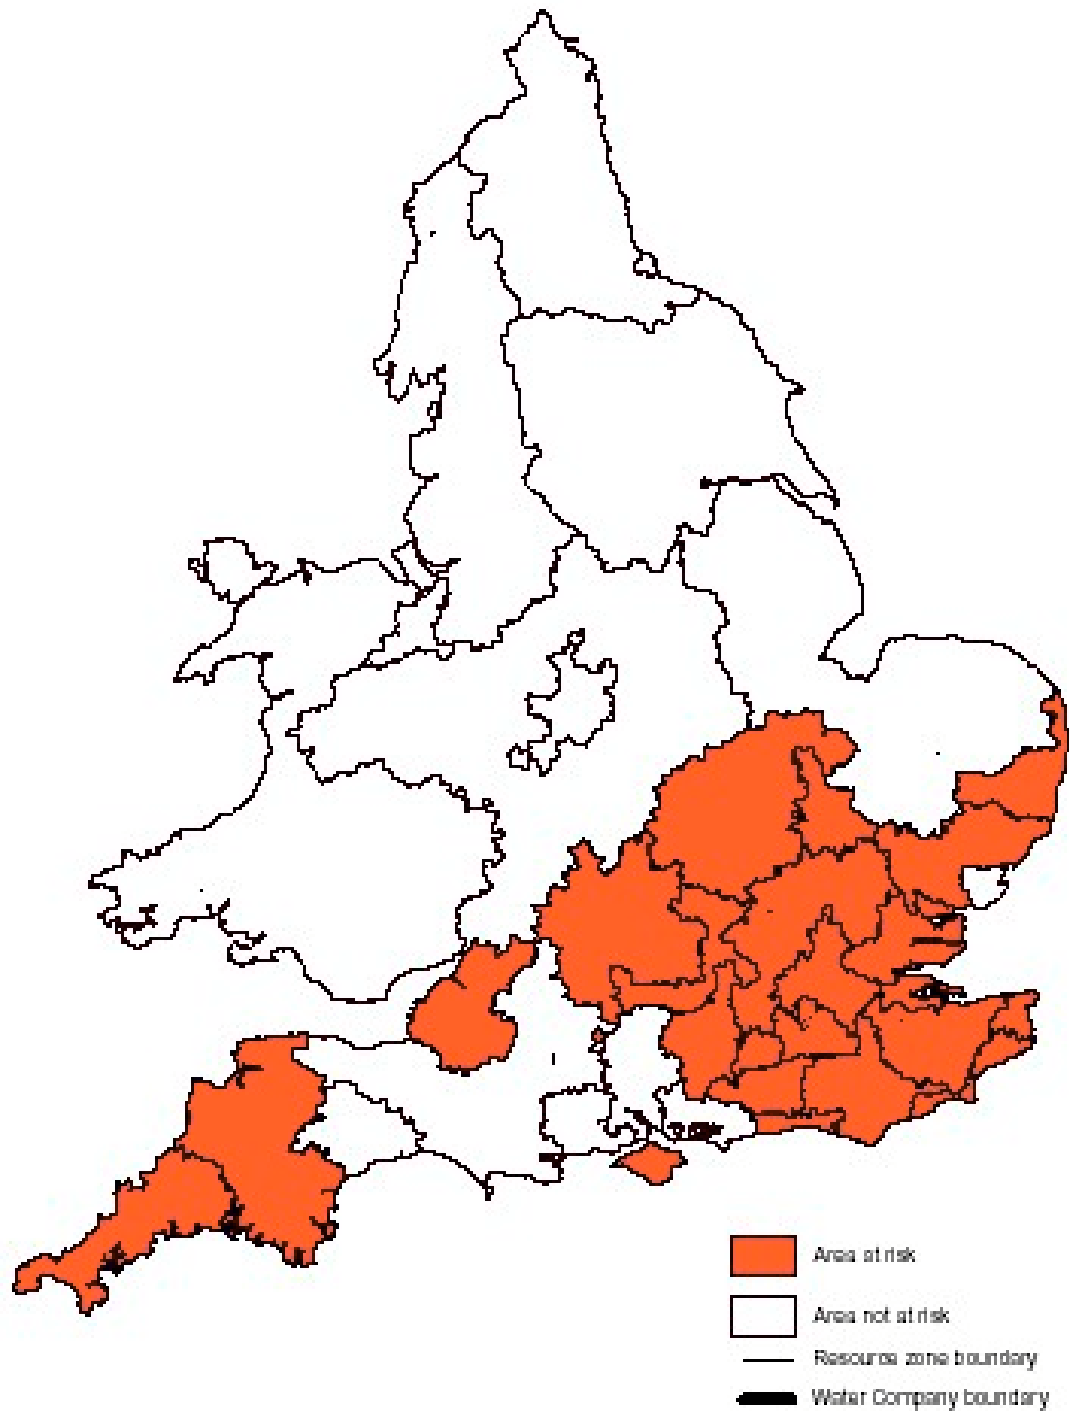 Area at risk
Area not at risk
Resource zone boundary
Water Company boundary